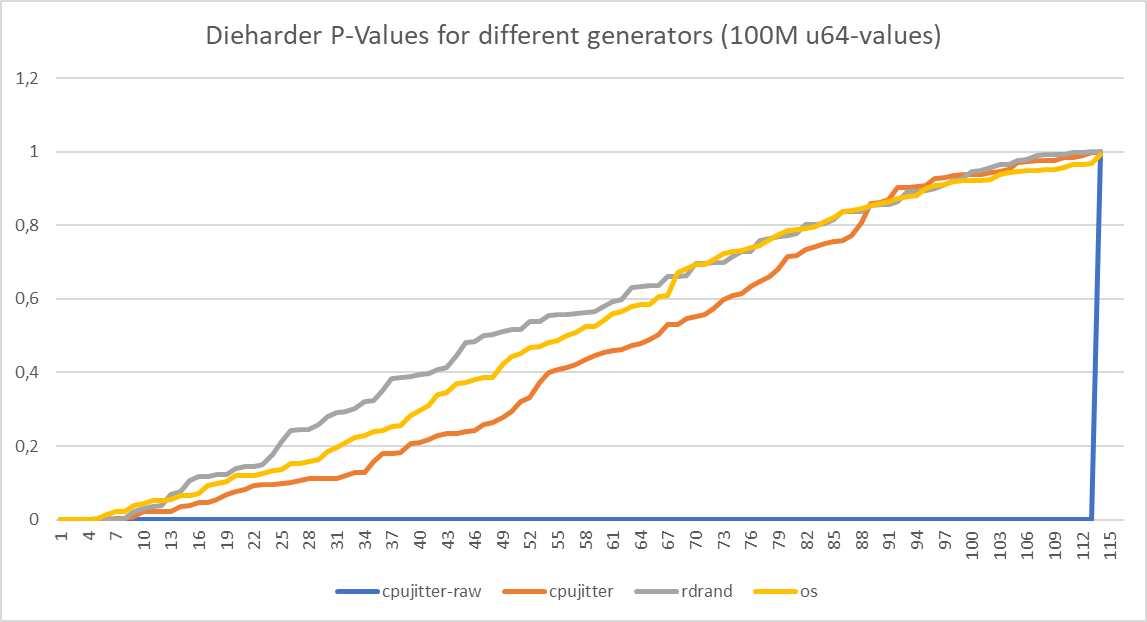 Dieharder P-Values for different generators (100M u64-values)
1,2
1
0,8
0,6
0,4
0,2
0
1 4 7 10 13 16 19 22 25 28 31 34 37 40 43 46 49 52 55 58 61 64 67 70 73 76 79 82 85 88 91 94 97 100 103 106 109 112 115
cpujitter-raw cpujitter rdrand os